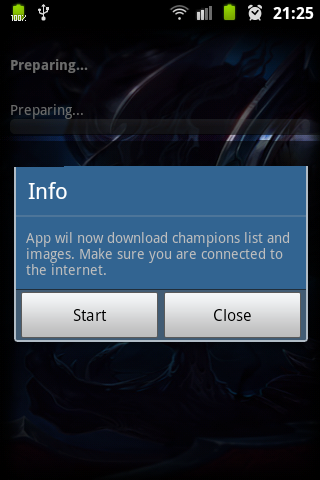 100%
21:25
Preparing...
Preparing...
Info
App wil now download champions list and
images. Make sure you are connected to
the internet.
Start
Close